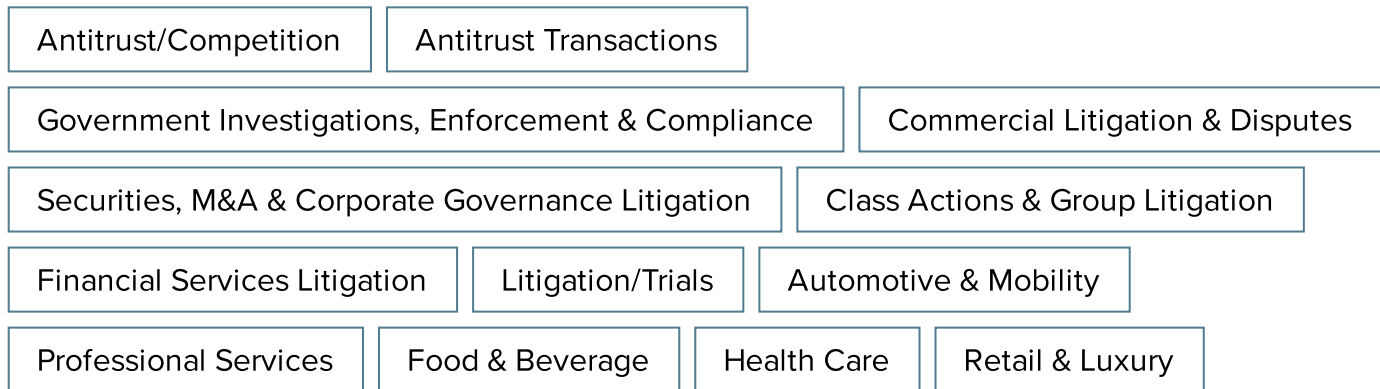 Antitrust/Competition Antitrust Transactions
Government Investigations, Enforcement & Compliance Commercial Litigation & Disputes
Securities, M&A & Corporate Governance Litigation Class Actions & Group Litigation
Financial Services Litigation Litigation/Trials Automotive & Mobility
Professional Services Food & Beverage Health Care Retail & Luxury